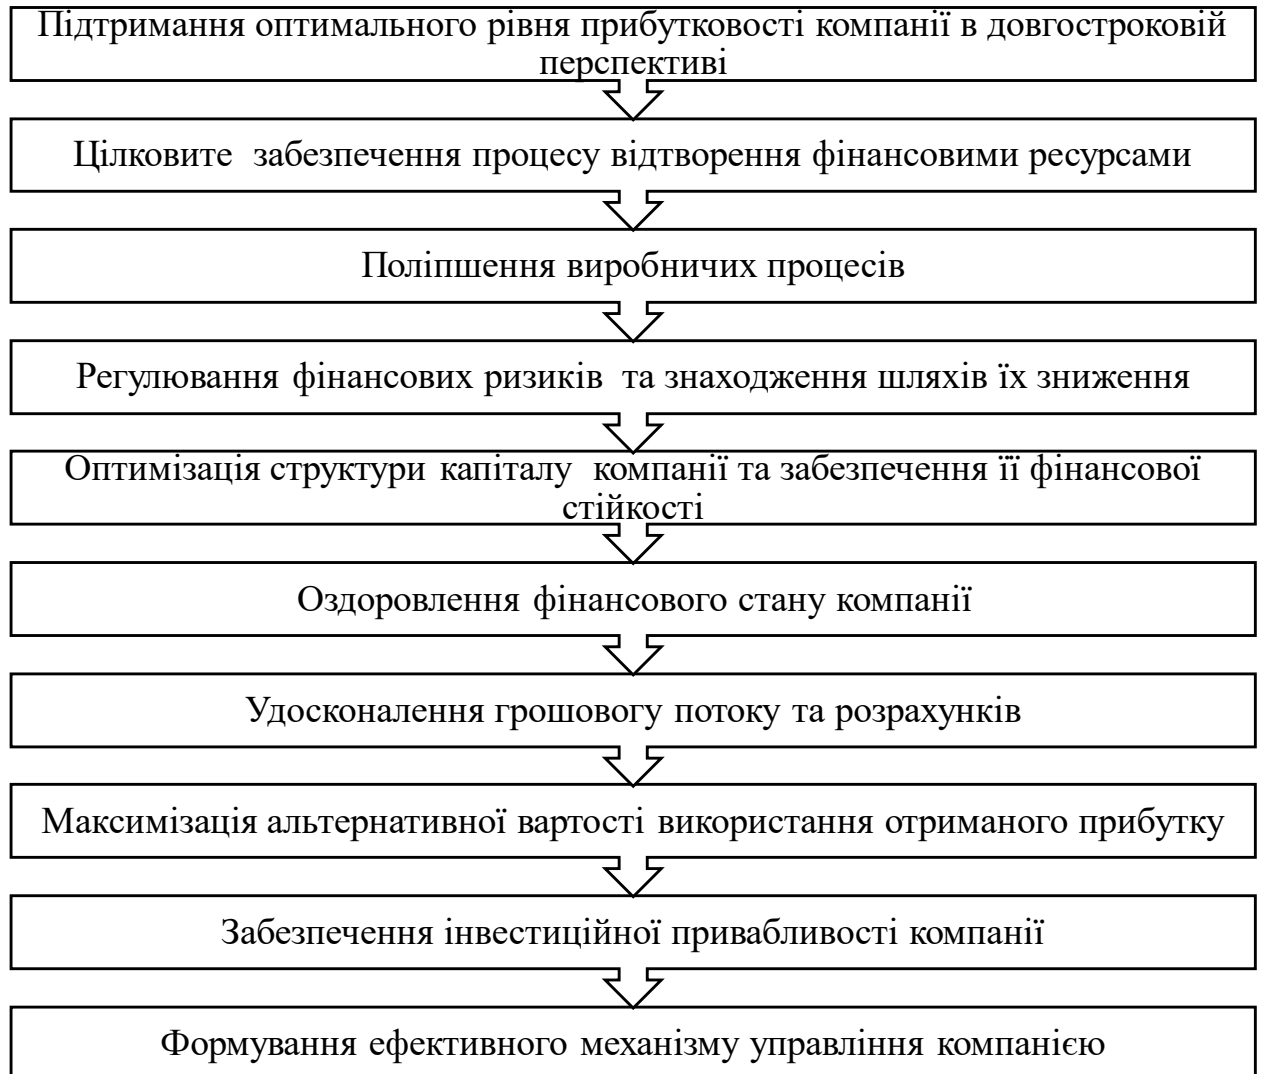 Підтримання оптимального рівня прибутковості компанії в довгостроковій
перспективі
Цілковите забезпечення процесу відтворення фінансовими ресурсами
Поліпшення виробничих процесів
Регулювання фінансових ризиків та знаходження шляхів їх зниження
Оптимізація структури капіталу компанії та забезпечення її фінансової
стійкості
Оздоровлення фінансового стану компанії
Удосконалення грошовогу потоку та розрахунків
Максимізація альтернативної вартості використання отриманого прибутку
Забезпечення інвестиційної привабливості компанії
Формування ефективного механізму управління компанією